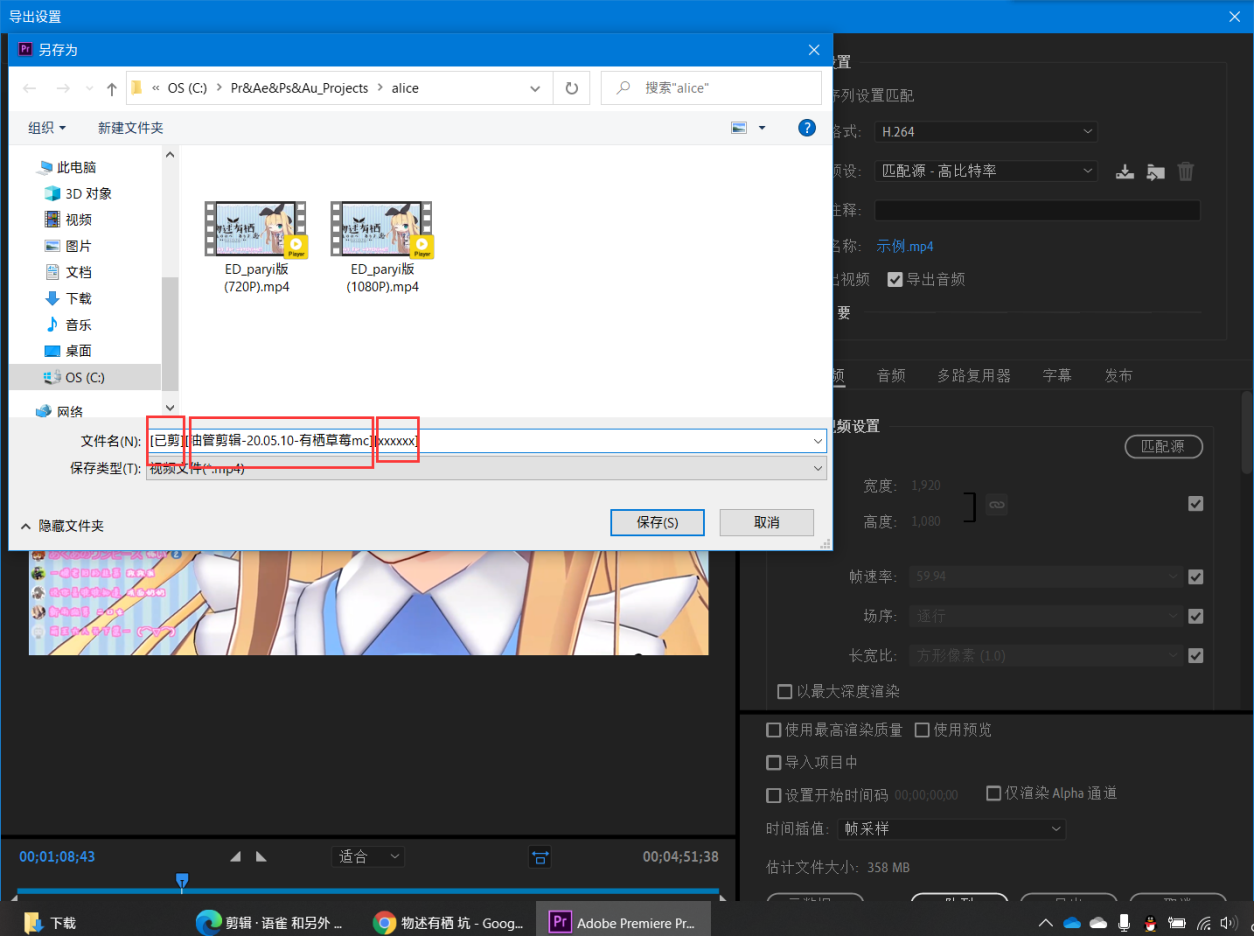 导出设置
Pr 另存为
« OS (C:) › Pr&Ae&Ps&Au_Projects › alice
搜索"alice"
组织
新建文件夹
?
此电脑
3D 对象
视频
图片
文档
下载
音乐
桌面
OS (C:)
网络
ED_paryi版
(720P).mp4
ED_paryi版
(1080P).mp4
文件名(N): [已剪][油管剪辑-20.05.10-有栖草莓mc][xxxxxx]
保存类型(T): 视频文件(*.mp4)
隐藏文件夹
保存(S)
取消
置
序列设置匹配
格式: H.264
预设: 匹配源 - 高比特率
注释:
名称: 示例.mp4
出视频 导出音频
要
频 音频 多路复用器 字幕 发布
视频设置
匹配源
宽度: 1,920
高度: 1,080
帧速率: 59.94
场序: 逐行
长宽比: 方形像素 (1.0)
以最大深度渲染
使用最高渲染质量 使用预览
导入项目中
设置开始时间码 00;00;00;00 仅渲染 Alpha 通道
时间插值: 帧采样
估计文件大小: 358 MB
元数据 队列 导出 取消
00;01;08;43
适合
00;04;51;38
下载
剪辑 · 语雀 和另外 ...
物述有栖 坑 - Goog...
Pr Adobe Premiere Pr...